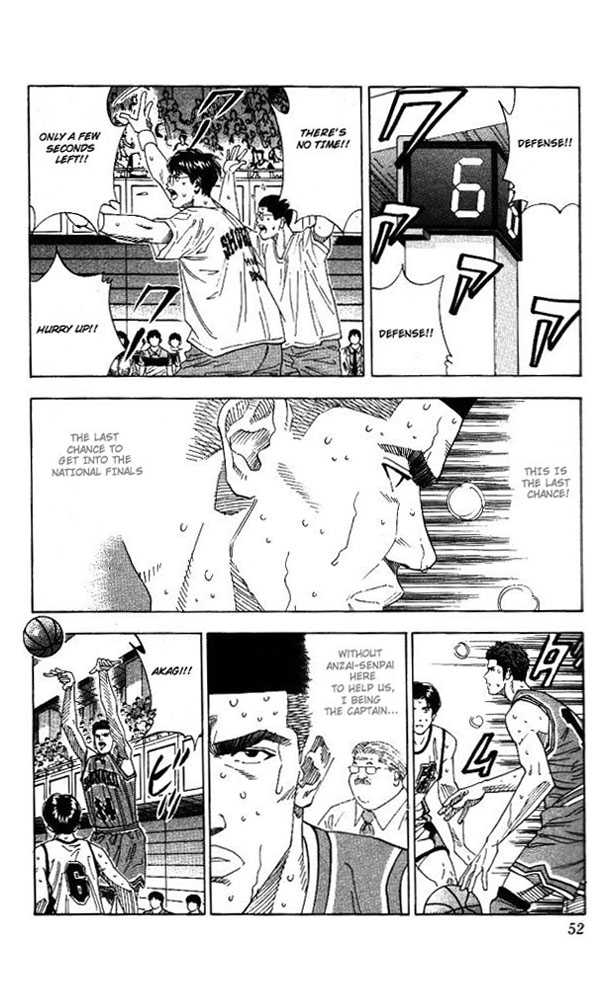 DEFENSE!!
6
DEFENSE!!
THERE'S
NO TIME!!
ONLY A FEW
SECONDS
LEFT!!
HURRY UP!!
THIS IS
THE LAST
CHANCE!
THE LAST
CHANCE TO
GET INTO THE
NATIONAL FINALS
WITHOUT
ANZAI-SENPAI
HERE
TO HELP US,
I BEING
THE CAPTAIN...
AKAGI!!
6
52